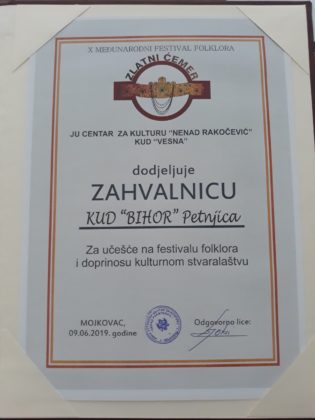 X MEĐUNARODNI FESTIVAL FOLKLORA
ZLATNI ĆEMER
JU CENTAR ZA KULTURU "NENAD RAKOČEVIĆ"
KUD "VESNA"
dodjeljuje
ZAHVALNICU
KUD "BIHOR" Petnjica
Za učešće na festivalu folklora
i doprinosu kulturnom stvaralaštvu
MOJKOVAC,
09.06.2019. godine
Odgovorno lice: